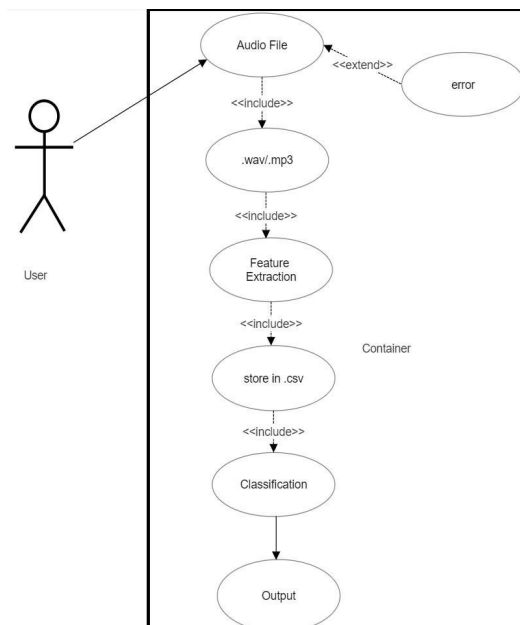 Audio File
<<extend>>
error
<<include>>
.wav/.mp3
<<include>>
User
Feature
Extraction
<<include>>
Container
store in .csv
<<include>>
Classification
Output